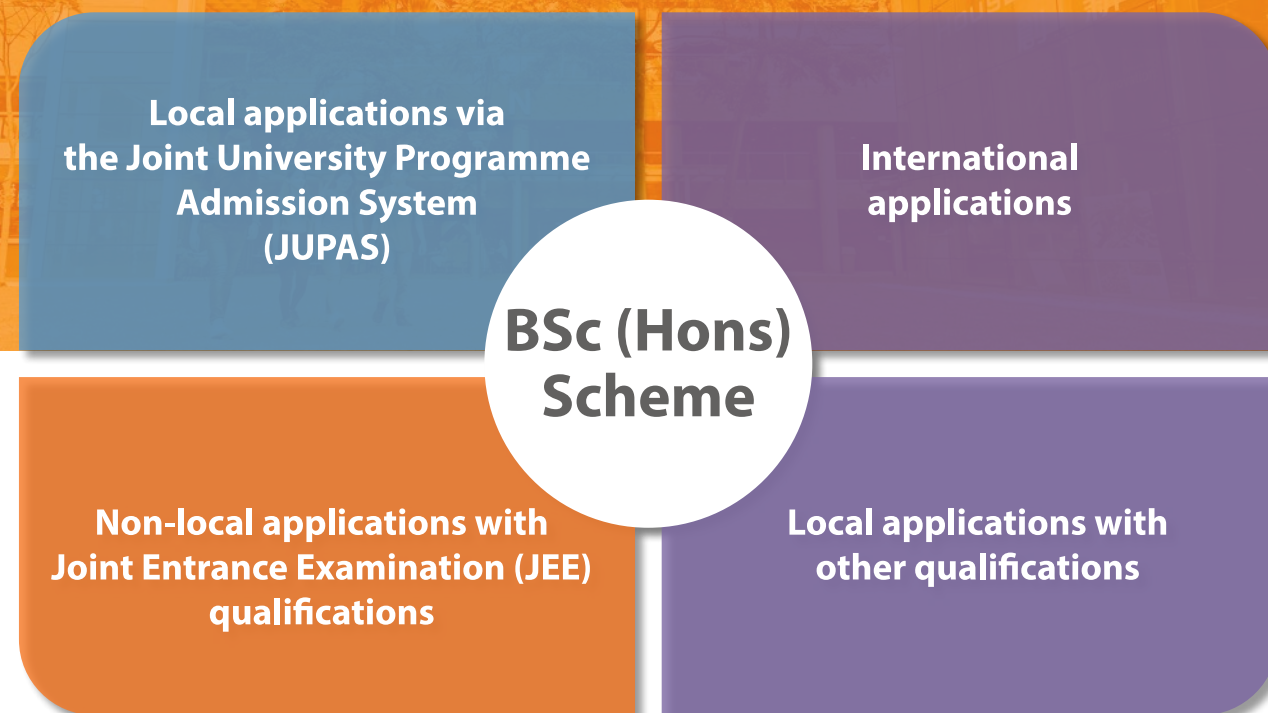 Local applications via
the Joint University Programme
Admission System
(JUPAS)
International
applications
BSc (Hons)
Scheme
Non-local applications with
Joint Entrance Examination (JEE)
qualifications
Local applications with
other qualifications